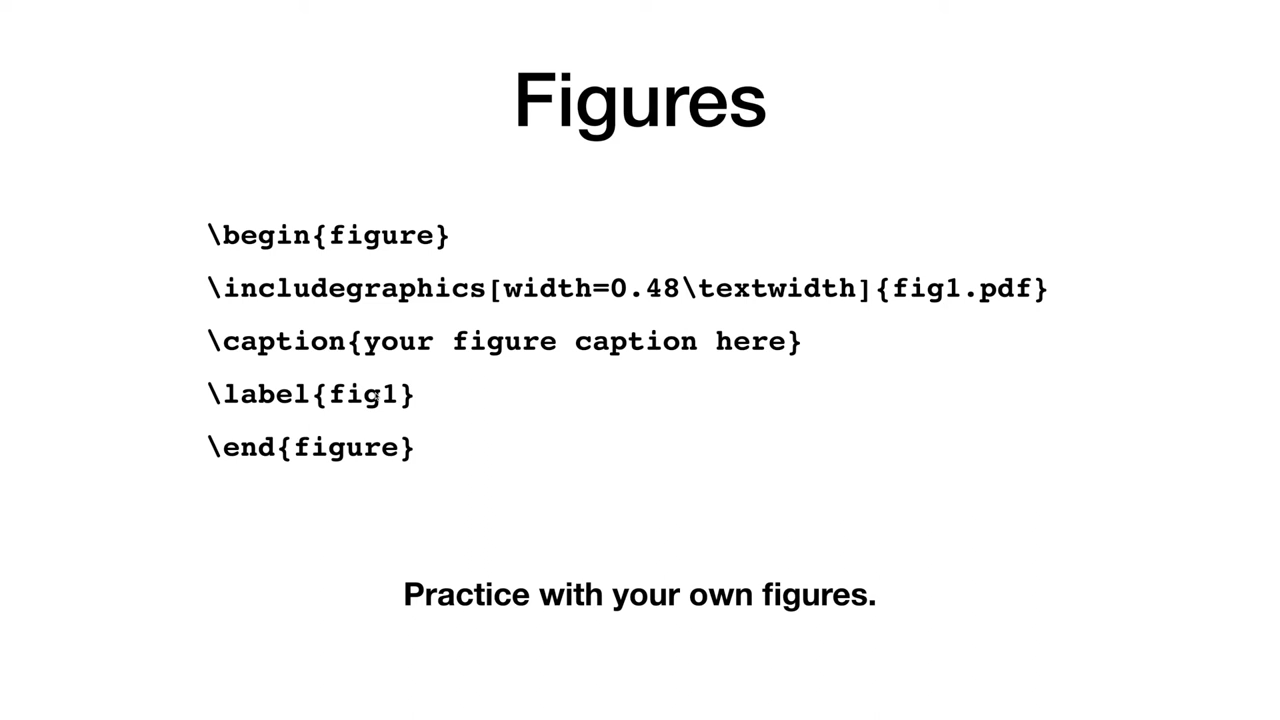 Figures
\begin{figure}
\includegraphics[width=0.48\textwidth]{fig1.pdf}
\caption{your figure caption here}
\label{fig1}
\end{figure}
Practice with your own figures.